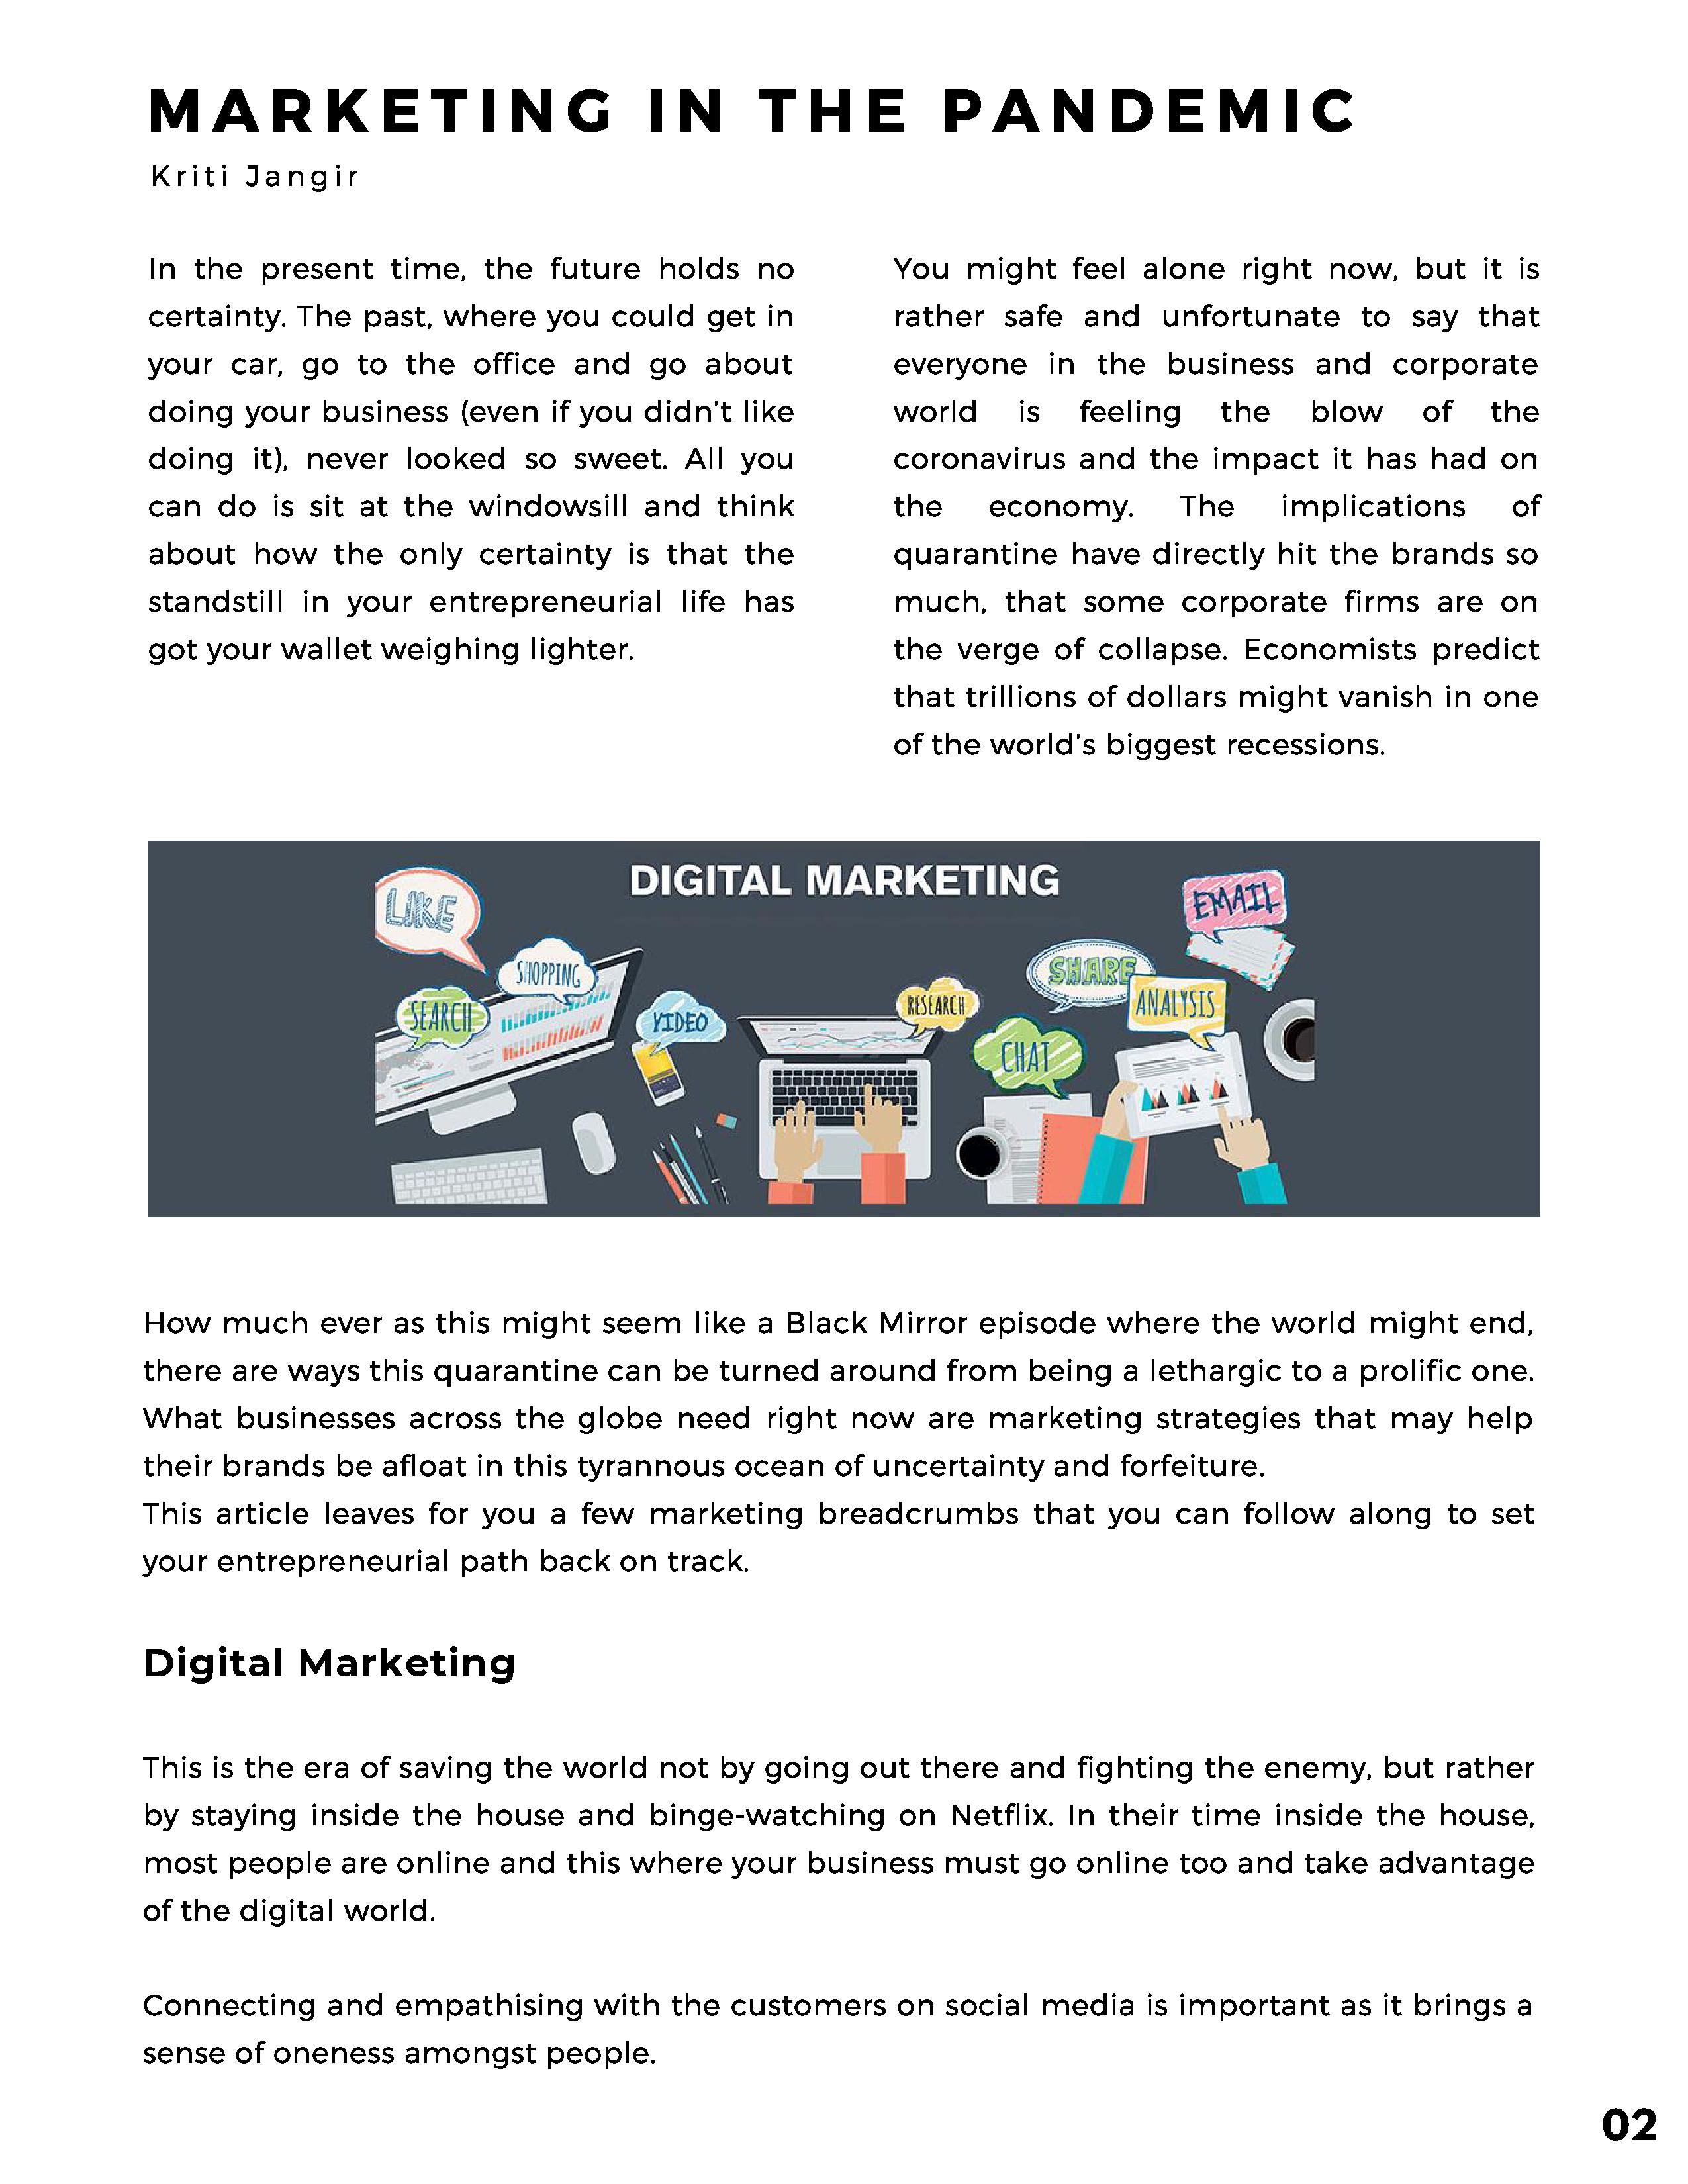 MARKETING IN THE PANDEMIC
Kriti Jangir
In the present time, the future holds no
certainty. The past, where you could get in
your car, go to the office and go about
doing your business (even if you didn't like
doing it), never looked so sweet. All you
can do is sit at the windowsill and think
about how the only certainty is that the
standstill in your entrepreneurial life has
got your wallet weighing lighter.
You might feel alone right now, but it is
rather safe and unfortunate to say that
everyone in the business and corporate
world is feeling the blow of the
coronavirus and the impact it has had on
the economy. The implications of
quarantine have directly hit the brands so
much, that some corporate firms are on
the verge of collapse. Economists predict
that trillions of dollars might vanish in one
of the world's biggest recessions.
DIGITAL MARKETING
LIKE
SHOPPING
SEARCH
VIDEO
RESEARCH
CHAT
SHARE
ANALYSIS
EMAIL
How much ever as this might seem like a Black Mirror episode where the world might end,
there are ways this quarantine can be turned around from being a lethargic to a prolific one.
What businesses across the globe need right now are marketing strategies that may help
their brands be afloat in this tyrannous ocean of uncertainty and forfeiture.
This article leaves for you a few marketing breadcrumbs that you can follow along to set
your entrepreneurial path back on track.
Digital Marketing
This is the era of saving the world not by going out there and fighting the enemy, but rather
by staying inside the house and binge-watching on Netflix. In their time inside the house,
most people are online and this where your business must go online too and take advantage
of the digital world.
Connecting and empathising with the customers on social media is important as it brings a
sense of oneness amongst people.
02